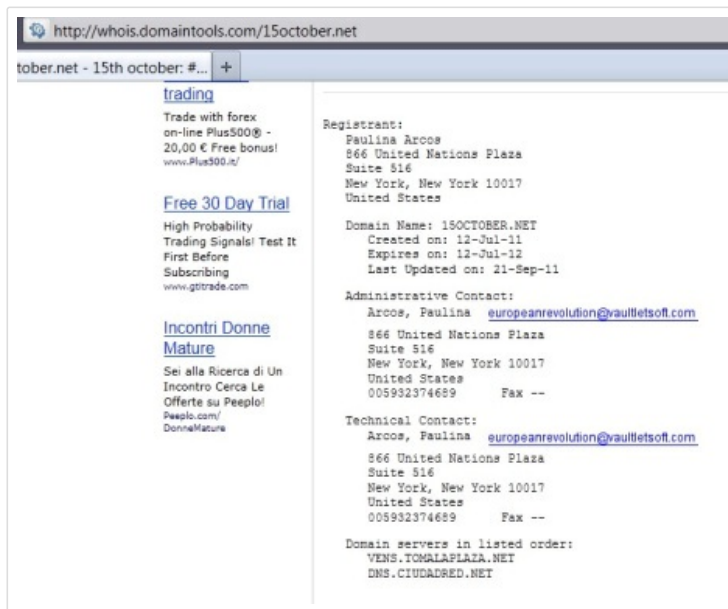 http://whois.domaintools.com/15october.net
tober.net - 15th october: #... +
trading
Trade with forex
on-line Plus500® -
20,00 € Free bonus!
www.Plus500.it/
Free 30 Day Trial
High Probability
Trading Signals! Test It
First Before
Subscribing
www.gtitrade.com
Incontri Donne
Mature
Sei alla Ricerca di Un
Incontro Cerca Le
Offerte su Peeplo!
Peeplo.com/
DonneMature
Registrant:
Paulina Arcos
866 United Nations Plaza
Suite 516
New York, New York 10017
United States
Domain Name: 15OCTOBER.NET
Created on: 12-Jul-11
Expires on: 12-Jul-12
Last Updated on: 21-Sep-11
Administrative Contact:
Arcos, Paulina europeanrevolution@vaultletsoft.com
866 United Nations Plaza
Suite 516
New York, New York 10017
United States
005932374689 Fax --
Technical Contact:
Arcos, Paulina europeanrevolution@vaultletsoft.com
866 United Nations Plaza
Suite 516
New York, New York 10017
United States
005932374689 Fax --
Domain servers in listed order:
VENS.TOMALAPLAZA.NET
DNS.CIUDADRED.NET